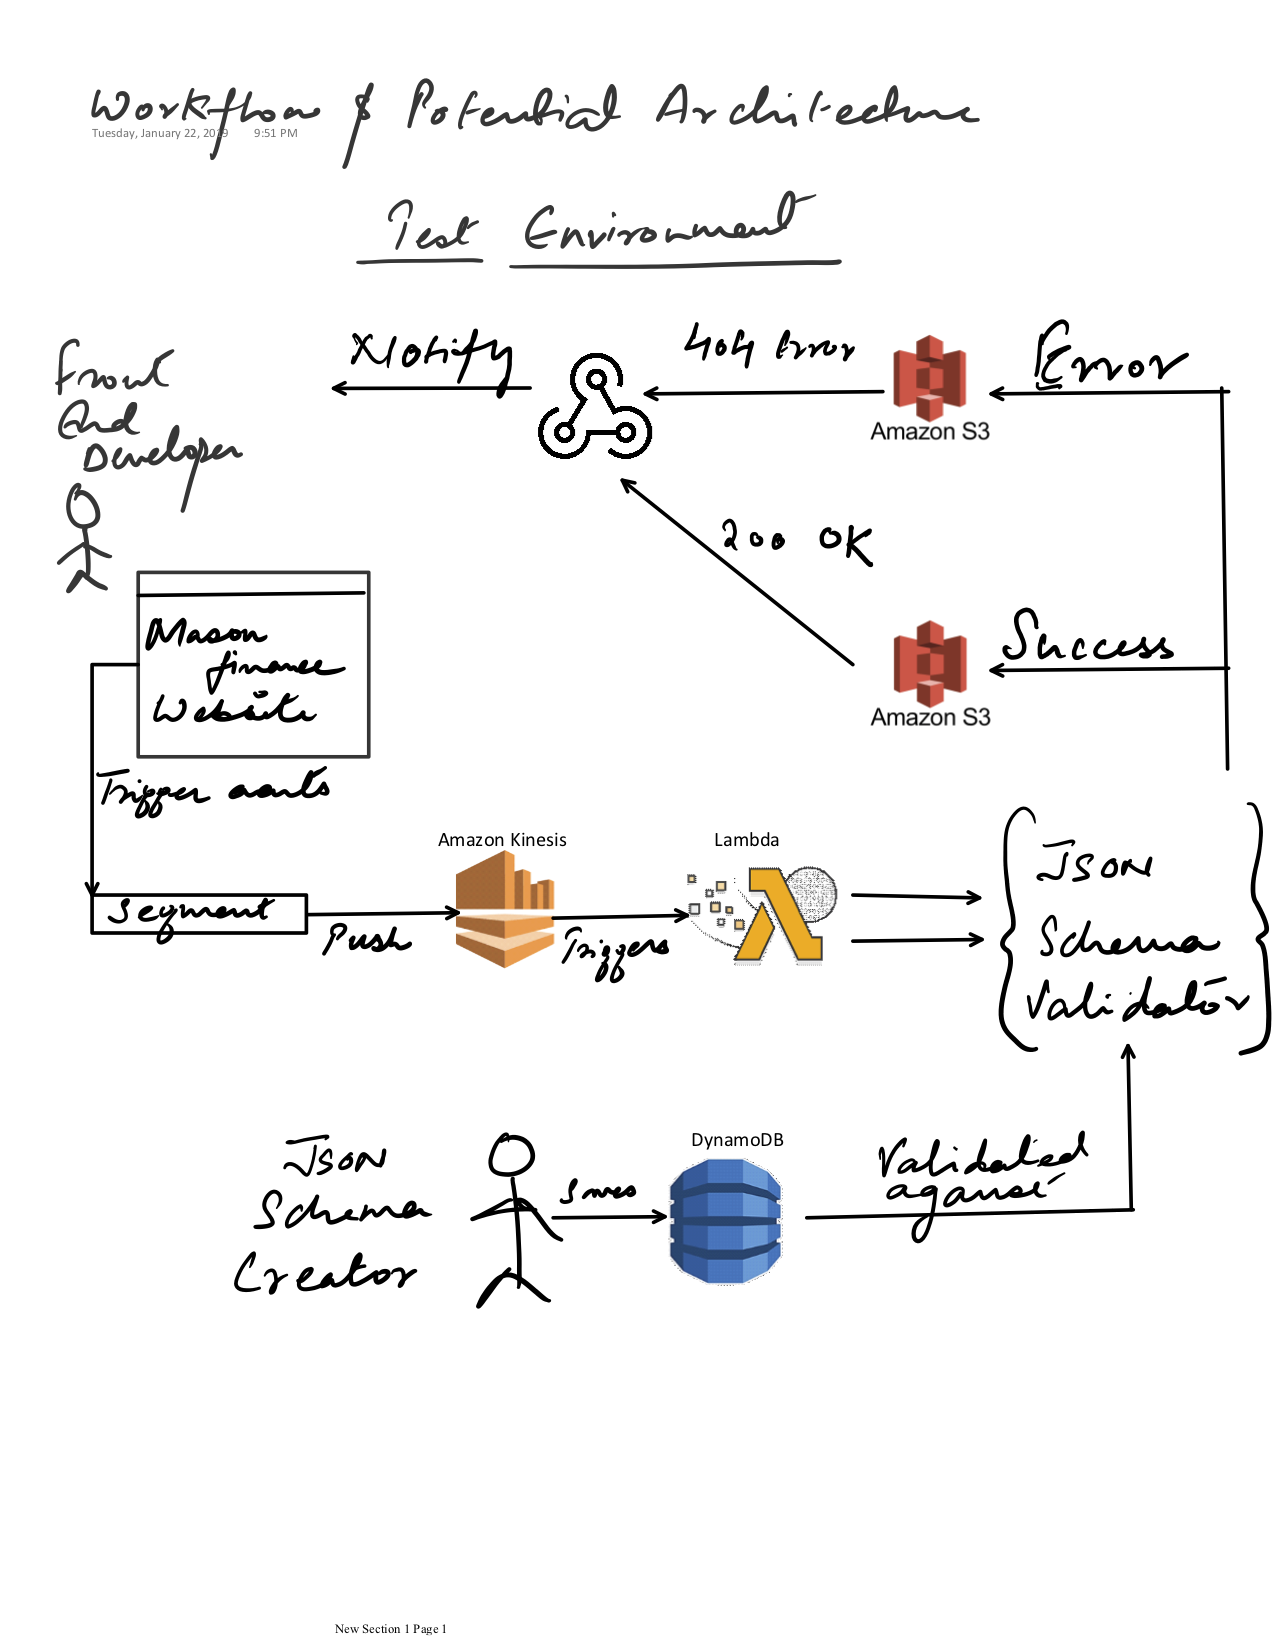 Workflow & Potential Architecture
Tuesday, January 22, 2019 9:51 PM
Test Environment
Front
End
Developer
Notify
404 Error
Error
Amazon S3
200 OK
Success
Amazon S3
Mason
finance
Website
Trigger events
Segment
Push
Amazon Kinesis
Triggers
Lambda
JSON
Schema
Validator
JSON
Schema
Creator
Saves
DynamoDB
Validated
against
New Section 1 Page 1